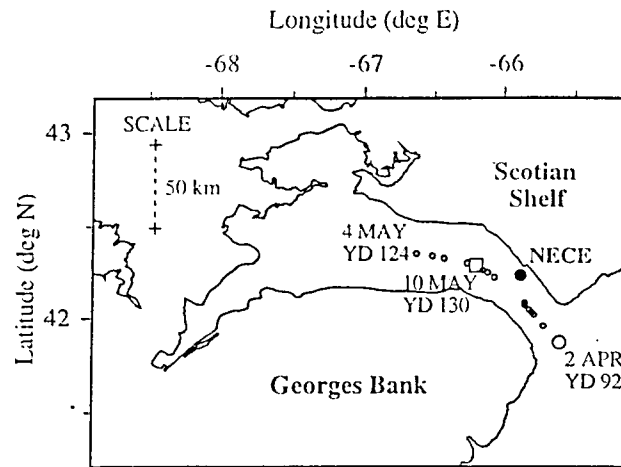 Longitude (deg E)
-68 -67 -66
Latitude (deg N)
43
42
SCALE
50 km
Scotian
Shelf
4 MAY
YD 124
NECE
10 MAY
YD 130
2 APR
YD 92
Georges Bank